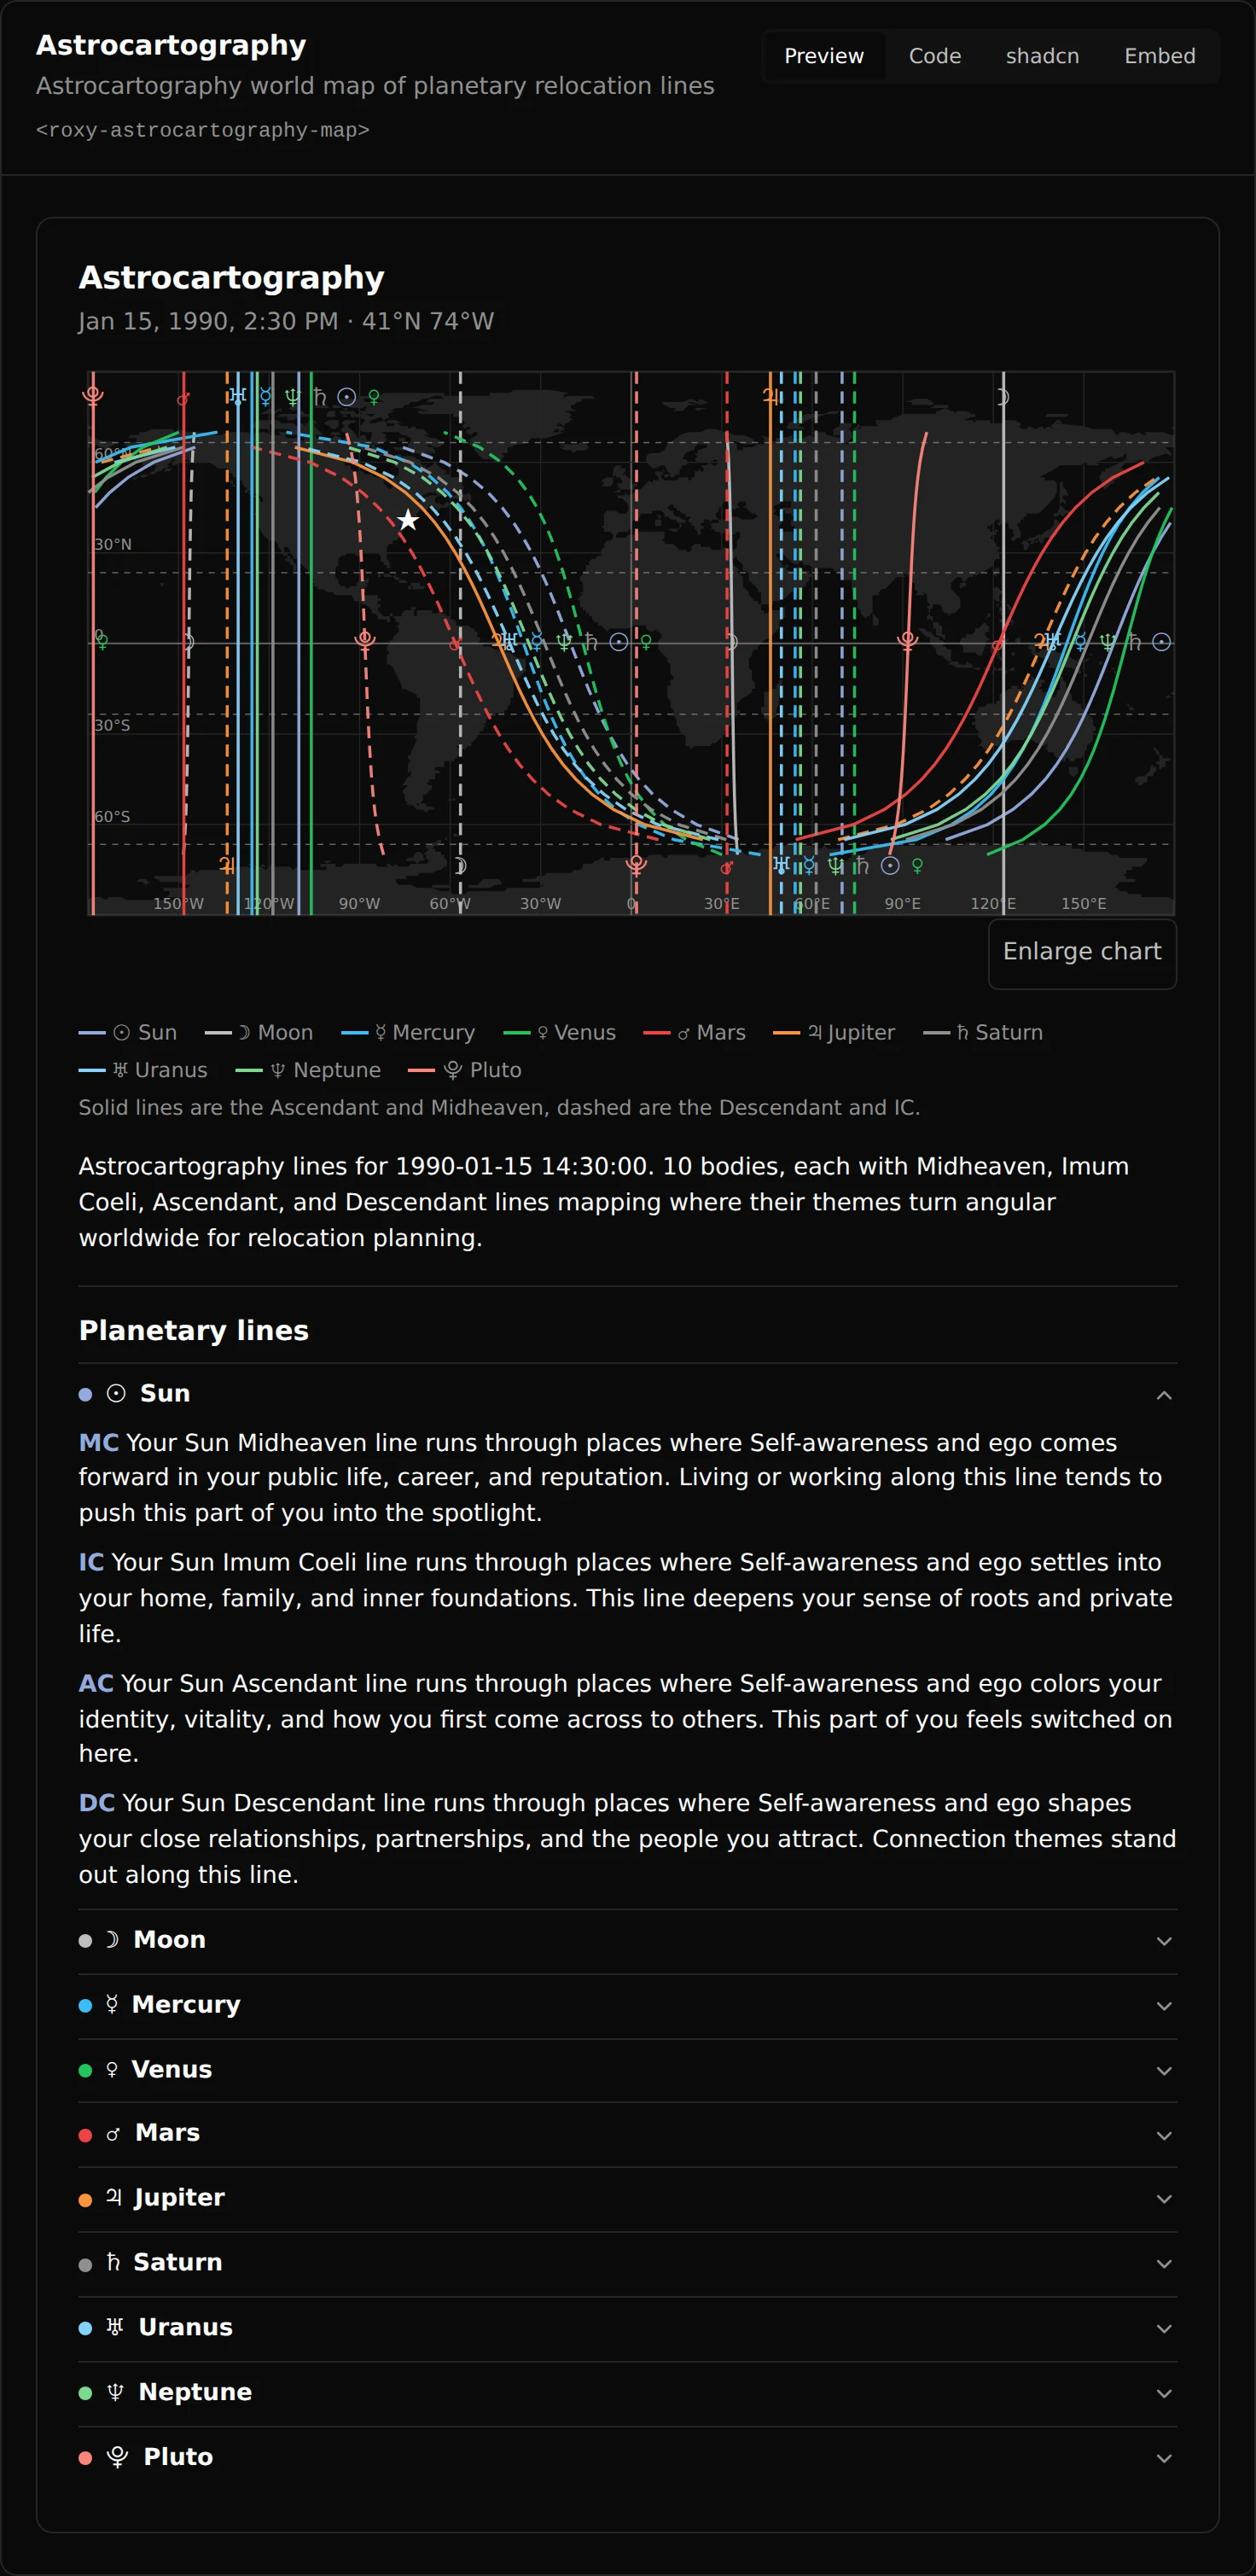 Astrocartography
Preview Code shadcn Embed
Astrocartography world map of planetary relocation lines
<roxy-astrocartography-map>
Astrocartography
Jan 15, 1990, 2:30 PM · 41°N 74°W
♇ ♂ ♅ ☿ ♆ ♄ ☉ ♀ ♃ ☽
60°N
30°N
0
♀ ☽ ♇ ♂ ♃ ♅ ☿ ♆ ♄ ☉ ♀ ☽ ♇ ♂ ♃ ♅ ☿ ♆ ♄ ☉
30°S
60°S
♃ ☽ ♇ ♂ ♅ ☿ ♆ ♄ ☉ ♀
150°W 120°W 90°W 60°W 30°W 0 30°E 60°E 90°E 120°E 150°E
Enlarge chart
☉ Sun ☽ Moon ☿ Mercury ♀ Venus ♂ Mars ♃ Jupiter ♄ Saturn
♅ Uranus ♆ Neptune ♇ Pluto
Solid lines are the Ascendant and Midheaven, dashed are the Descendant and IC.
Astrocartography lines for 1990-01-15 14:30:00. 10 bodies, each with Midheaven, Imum
Coeli, Ascendant, and Descendant lines mapping where their themes turn angular
worldwide for relocation planning.
Planetary lines
☉ Sun
MC Your Sun Midheaven line runs through places where Self-awareness and ego comes
forward in your public life, career, and reputation. Living or working along this line tends to
push this part of you into the spotlight.
IC Your Sun Imum Coeli line runs through places where Self-awareness and ego settles into
your home, family, and inner foundations. This line deepens your sense of roots and private
life.
AC Your Sun Ascendant line runs through places where Self-awareness and ego colors your
identity, vitality, and how you first come across to others. This part of you feels switched on
here.
DC Your Sun Descendant line runs through places where Self-awareness and ego shapes
your close relationships, partnerships, and the people you attract. Connection themes stand
out along this line.
☽ Moon
☿ Mercury
♀ Venus
♂ Mars
♃ Jupiter
♄ Saturn
♅ Uranus
♆ Neptune
♇ Pluto